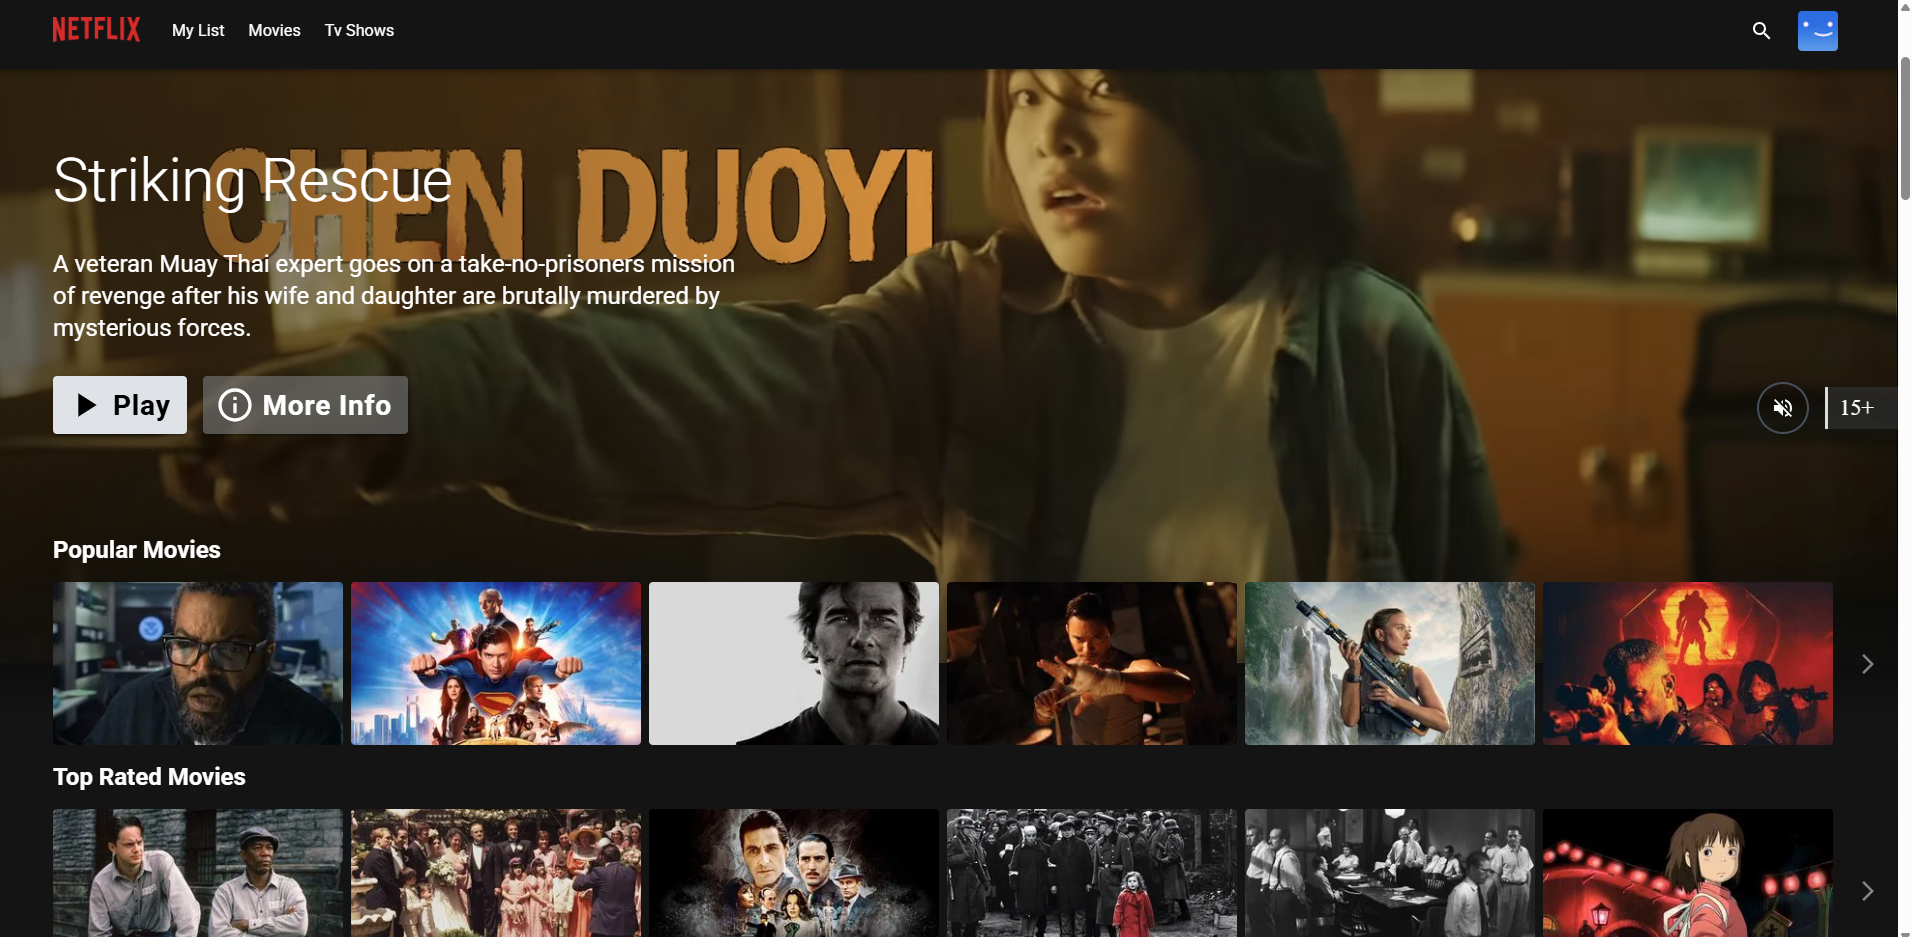 NETFLIX
My List
Movies
Tv Shows
CHEN DUOYI
Striking Rescue
A veteran Muay Thai expert goes on a take-no-prisoners mission
of revenge after his wife and daughter are brutally murdered by
mysterious forces.
Play
More Info
15+
Popular Movies
Top Rated Movies